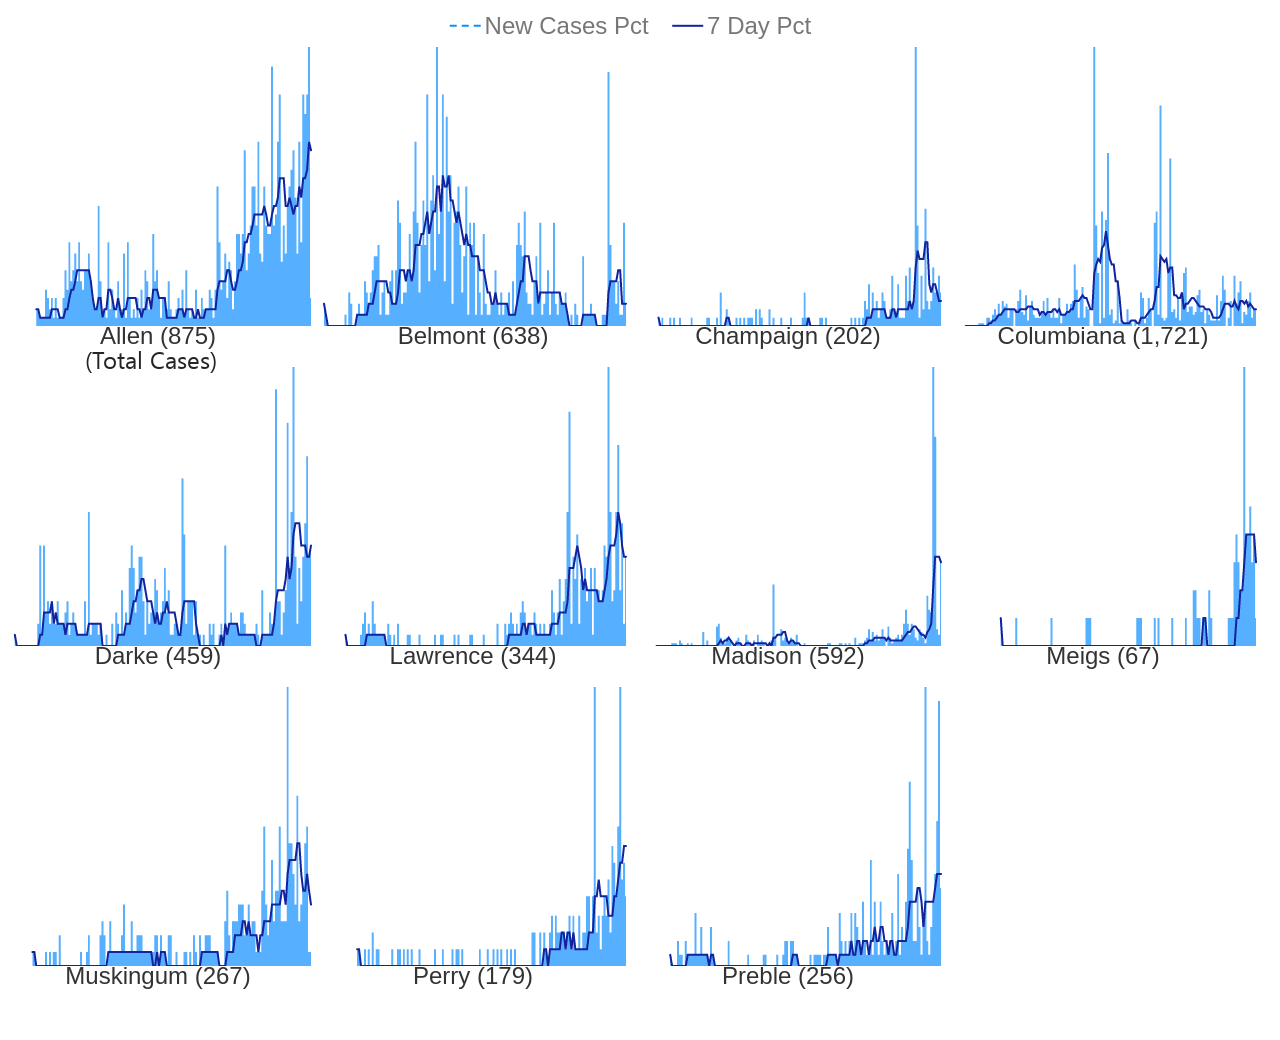 New Cases Pct 7 Day Pct
Allen (875) Belmont (638) Champaign (202) Columbiana (1,721)
(Total Cases)
Darke (459) Lawrence (344) Madison (592) Meigs (67)
Muskingum (267) Perry (179) Preble (256)